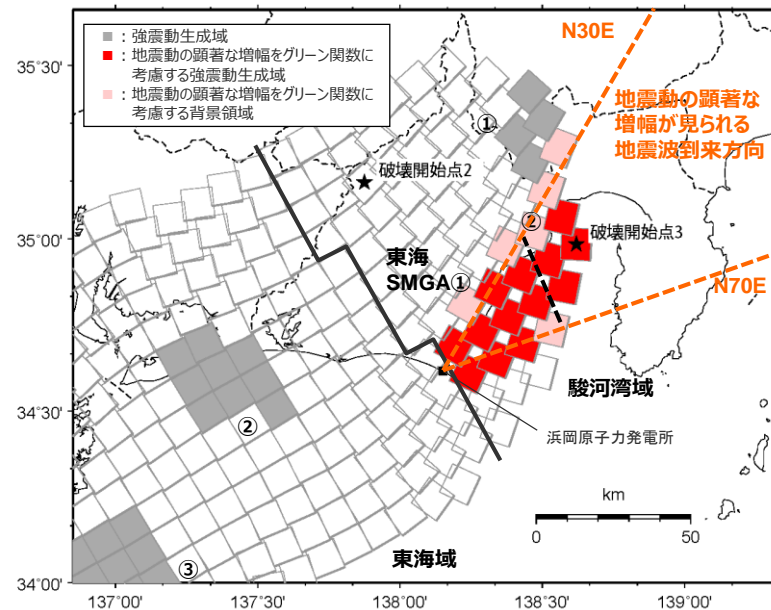 ■ ：強震動生成域
■ ：地震動の顕著な増幅をグリーン関数に
考慮する強震動生成域
■ ：地震動の顕著な増幅をグリーン関数に
考慮する背景領域
N30E
地震動の顕著な
増幅が見られる
地震波到来方向
35°30'
①
破壊開始点2
②
破壊開始点3
35°00'
東海
SMGA①
N70E
34°30'
②
駿河湾域
浜岡原子力発電所
km
0
50
③
東海域
34°00'
137°00'
137°30'
138°00'
138°30'
139°00'